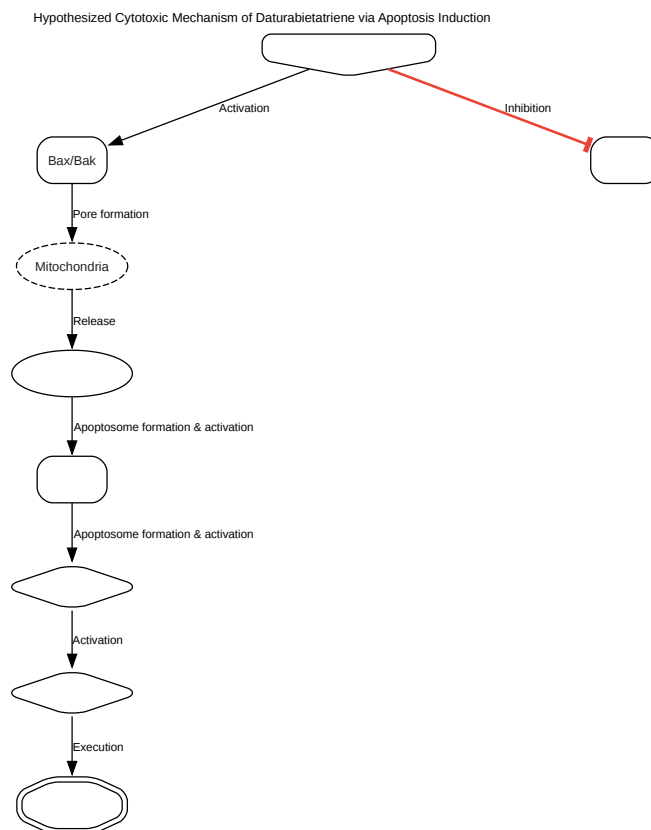 Hypothesized Cytotoxic Mechanism of Daturabietatriene via Apoptosis Induction
Activation
Inhibition
Bax/Bak
Pore formation
Mitochondria
Release
Apoptosome formation & activation
Apoptosome formation & activation
Activation
Execution